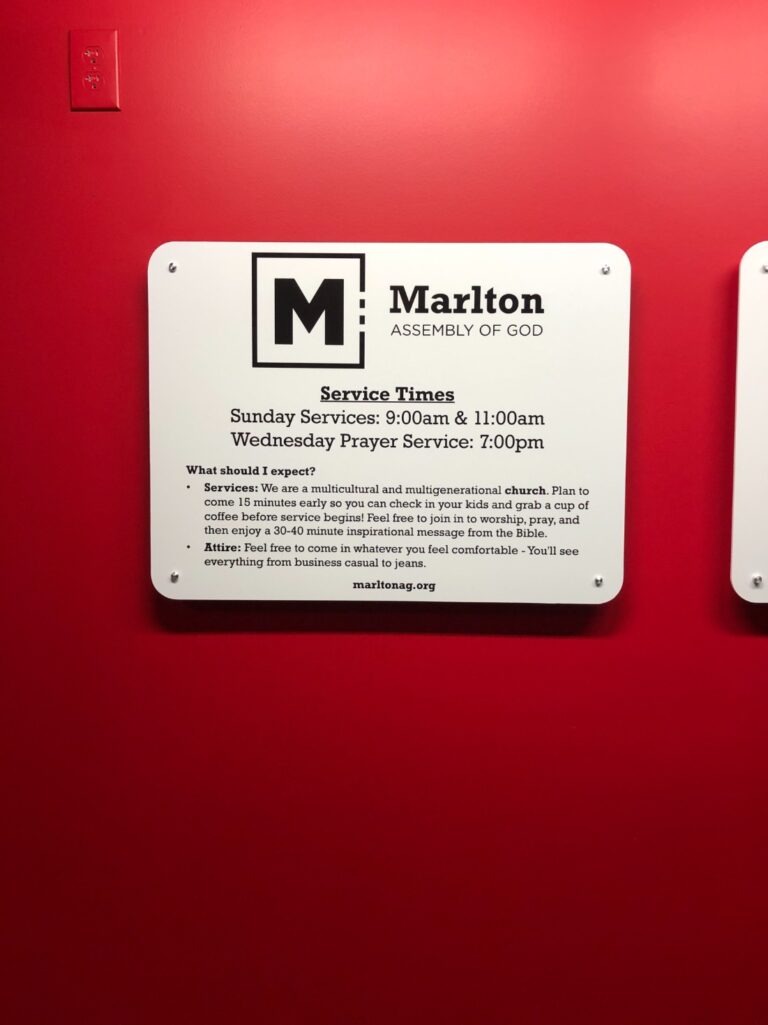 M
Marlton
ASSEMBLY OF GOD
Service Times
Sunday Services: 9:00am & 11:00am
Wednesday Prayer Service: 7:00pm
What should I expect?
• Services: We are a multicultural and multigenerational church. Plan to
come 15 minutes early so you can check in your kids and grab a cup of
coffee before service begins! Feel free to join in to worship, pray, and
then enjoy a 30-40 minute inspirational message from the Bible.
• Attire: Feel free to come in whatever you feel comfortable - You'll see
everything from business casual to jeans.
marltonag.org